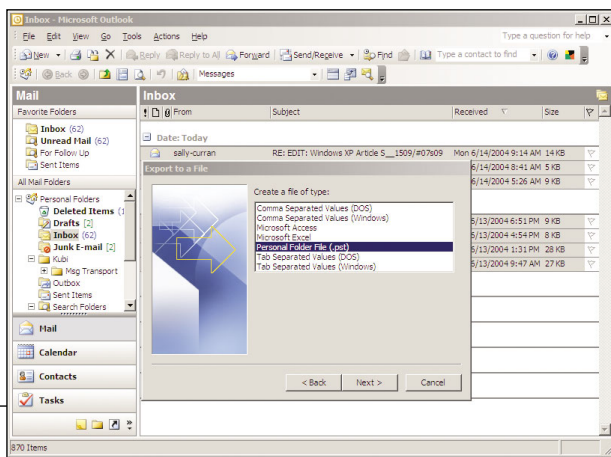 Inbox - Microsoft Outlook
File Edit View Go Tools Actions Help Type a question for help
New Reply Reply to All Forward Send/Receive Find Type a contact to find
Back Messages
Mail
Inbox
Favorite Folders
From Subject Received Size
Inbox (62)
Unread Mail (62)
For Follow Up
Sent Items
Date: Today
sally-curran RE: EDIT: Windows XP Article S__1509/#07s09 Mon 6/14/2004 9:14 AM 14 KB
6/14/2004 8:41 AM 5 KB
6/14/2004 5:26 AM 9 KB
6/13/2004 6:51 PM 9 KB
6/13/2004 4:54 PM 8 KB
6/13/2004 1:31 PM 28 KB
6/13/2004 9:47 AM 27 KB
All Mail Folders
Personal Folders
Deleted Items (1
Drafts [2]
Inbox (62)
Junk E-mail [2]
Kubi
Msg Transport
Outbox
Sent Items
Search Folders
Export to a File
Create a file of type:
Comma Separated Values (DOS)
Comma Separated Values (Windows)
Microsoft Access
Microsoft Excel
Personal Folder File (.pst)
Tab Separated Values (DOS)
Tab Separated Values (Windows)
< Back Next > Cancel
Mail
Calendar
Contacts
Tasks
870 Items